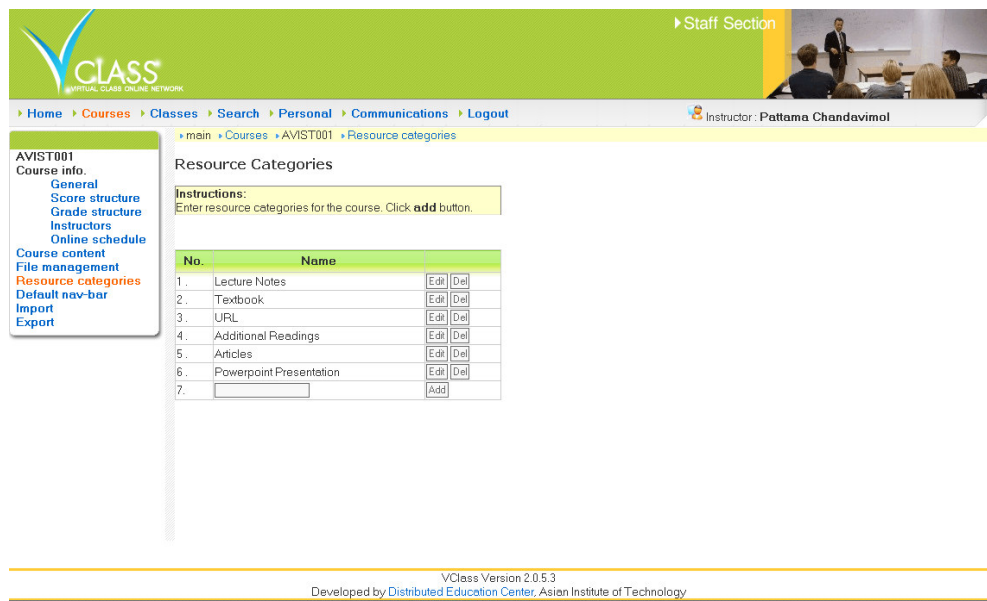 Staff Section
VCLASS
VIRTUAL CLASS ONLINE NETWORK
Home Courses Classes Search Personal Communications Logout
Instructor : Pattama Chandavimol
main Courses AVIST001 Resource categories
AVIST001
Course info.
General
Score structure
Grade structure
Instructors
Online schedule
Course content
File management
Resource categories
Default nav-bar
Import
Export
Resource Categories
Instructions:
Enter resource categories for the course. Click add button.
No. Name
1 . Lecture Notes Edit Del
2 . Textbook Edit Del
3 . URL Edit Del
4 . Additional Readings Edit Del
5 . Articles Edit Del
6 . Powerpoint Presentation Edit Del
7. Add
VClass Version 2.0.5.3
Developed by Distributed Education Center, Asian Institute of Technology